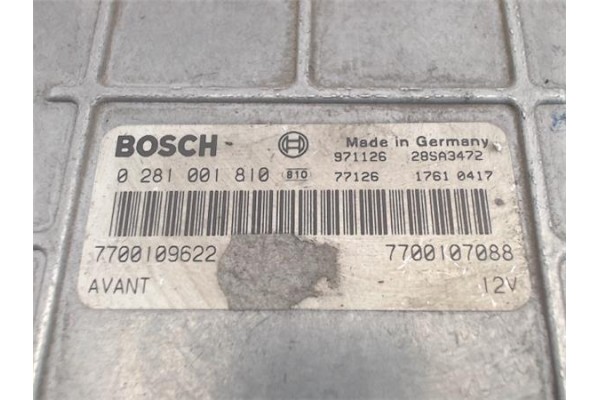 BOSCH Made in Germany
971126 28SA3472
0 281 001 810 810 77126 1761 0417
7700109622 7700107088
AVANT 12V